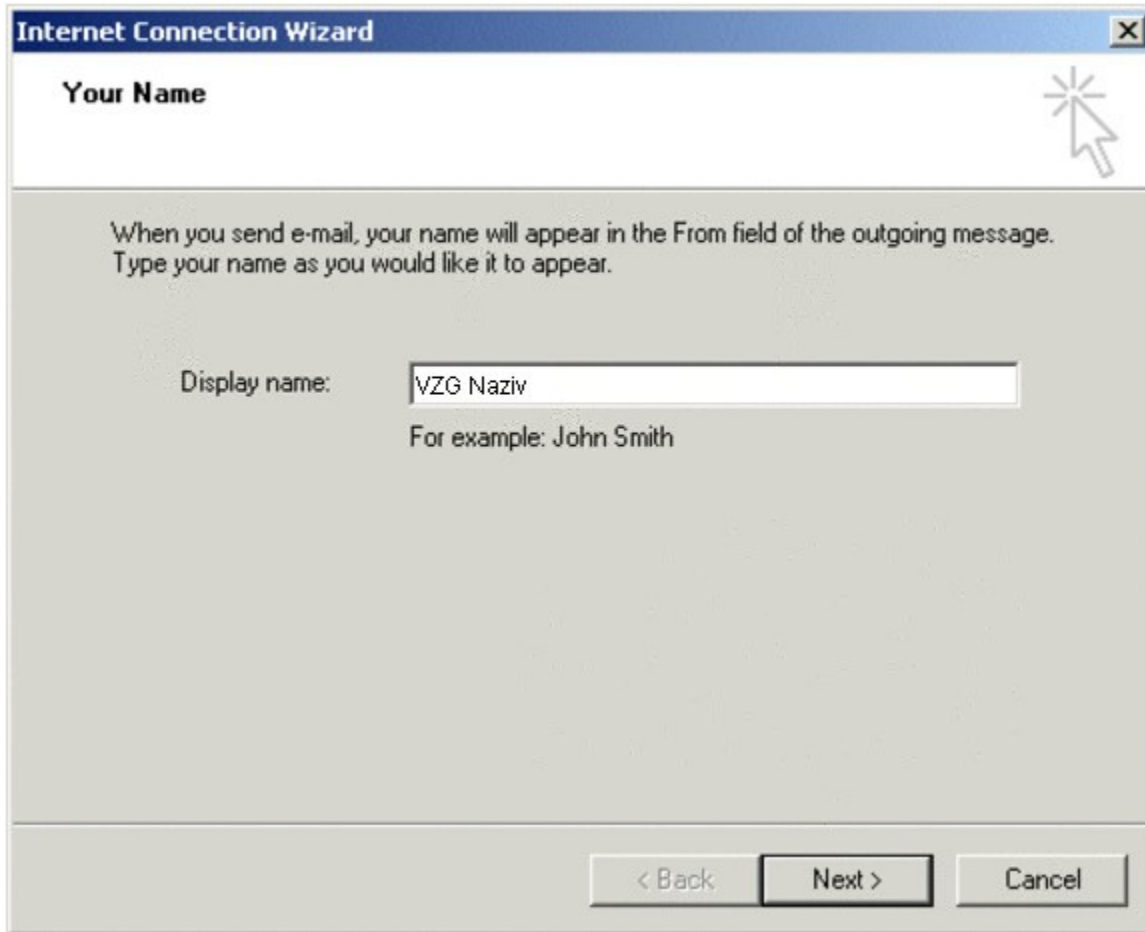 Internet Connection Wizard
Your Name
When you send e-mail, your name will appear in the From field of the outgoing message.
Type your name as you would like it to appear.
Display name: VZG Naziv
For example: John Smith
< Back Next > Cancel